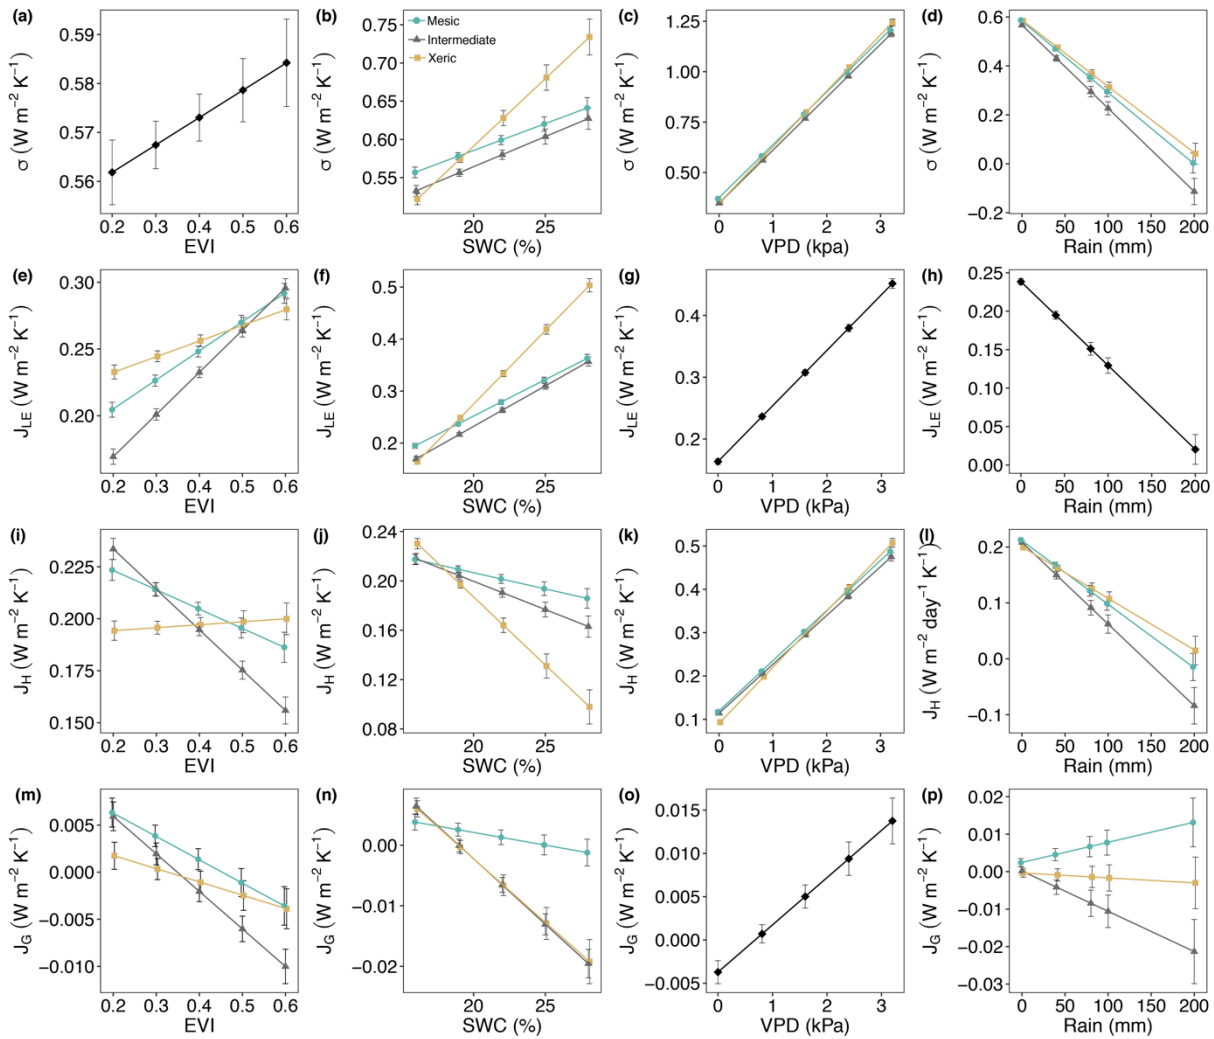 (a)
σ (W m−2 K−1)
0.59
0.58
0.57
0.56
0.2 0.3 0.4 0.5 0.6
EVI
(b)
σ (W m−2 K−1)
0.75
0.70
0.65
0.60
0.55
Mesic
Intermediate
Xeric
20 25
SWC (%)
(c)
σ (W m−2 K−1)
1.25
1.00
0.75
0.50
0 1 2 3
VPD (kpa)
(d)
σ (W m−2 K−1)
0.6
0.4
0.2
0.0
−0.2
0 50 100 150 200
Rain (mm)
(e)
JLE (W m−2 K−1)
0.30
0.25
0.20
0.2 0.3 0.4 0.5 0.6
EVI
(f)
JLE (W m−2 K−1)
0.5
0.4
0.3
0.2
20 25
SWC (%)
(g)
JLE (W m−2 K−1)
0.4
0.3
0.2
0 1 2 3
VPD (kPa)
(h)
JLE (W m−2 K−1)
0.25
0.20
0.15
0.10
0.05
0.00
0 50 100 150 200
Rain (mm)
(i)
JH (W m−2 K−1)
0.225
0.200
0.175
0.150
0.2 0.3 0.4 0.5 0.6
EVI
(j)
JH (W m−2 K−1)
0.24
0.20
0.16
0.12
0.08
20 25
SWC (%)
(k)
JH (W m−2 K−1)
0.5
0.4
0.3
0.2
0.1
0 1 2 3
VPD (kPa)
(l)
JH (W m−2 day−1 K−1)
0.2
0.1
0.0
−0.1
0 50 100 150 200
Rain (mm)
(m)
JG (W m−2 K−1)
0.005
0.000
−0.005
−0.010
0.2 0.3 0.4 0.5 0.6
EVI
(n)
JG (W m−2 K−1)
0.00
−0.01
−0.02
20 25
SWC (%)
(o)
JG (W m−2 K−1)
0.015
0.010
0.005
0.000
−0.005
0 1 2 3
VPD (kPa)
(p)
JG (W m−2 K−1)
0.02
0.01
0.00
−0.01
−0.02
−0.03
0 50 100 150 200
Rain (mm)